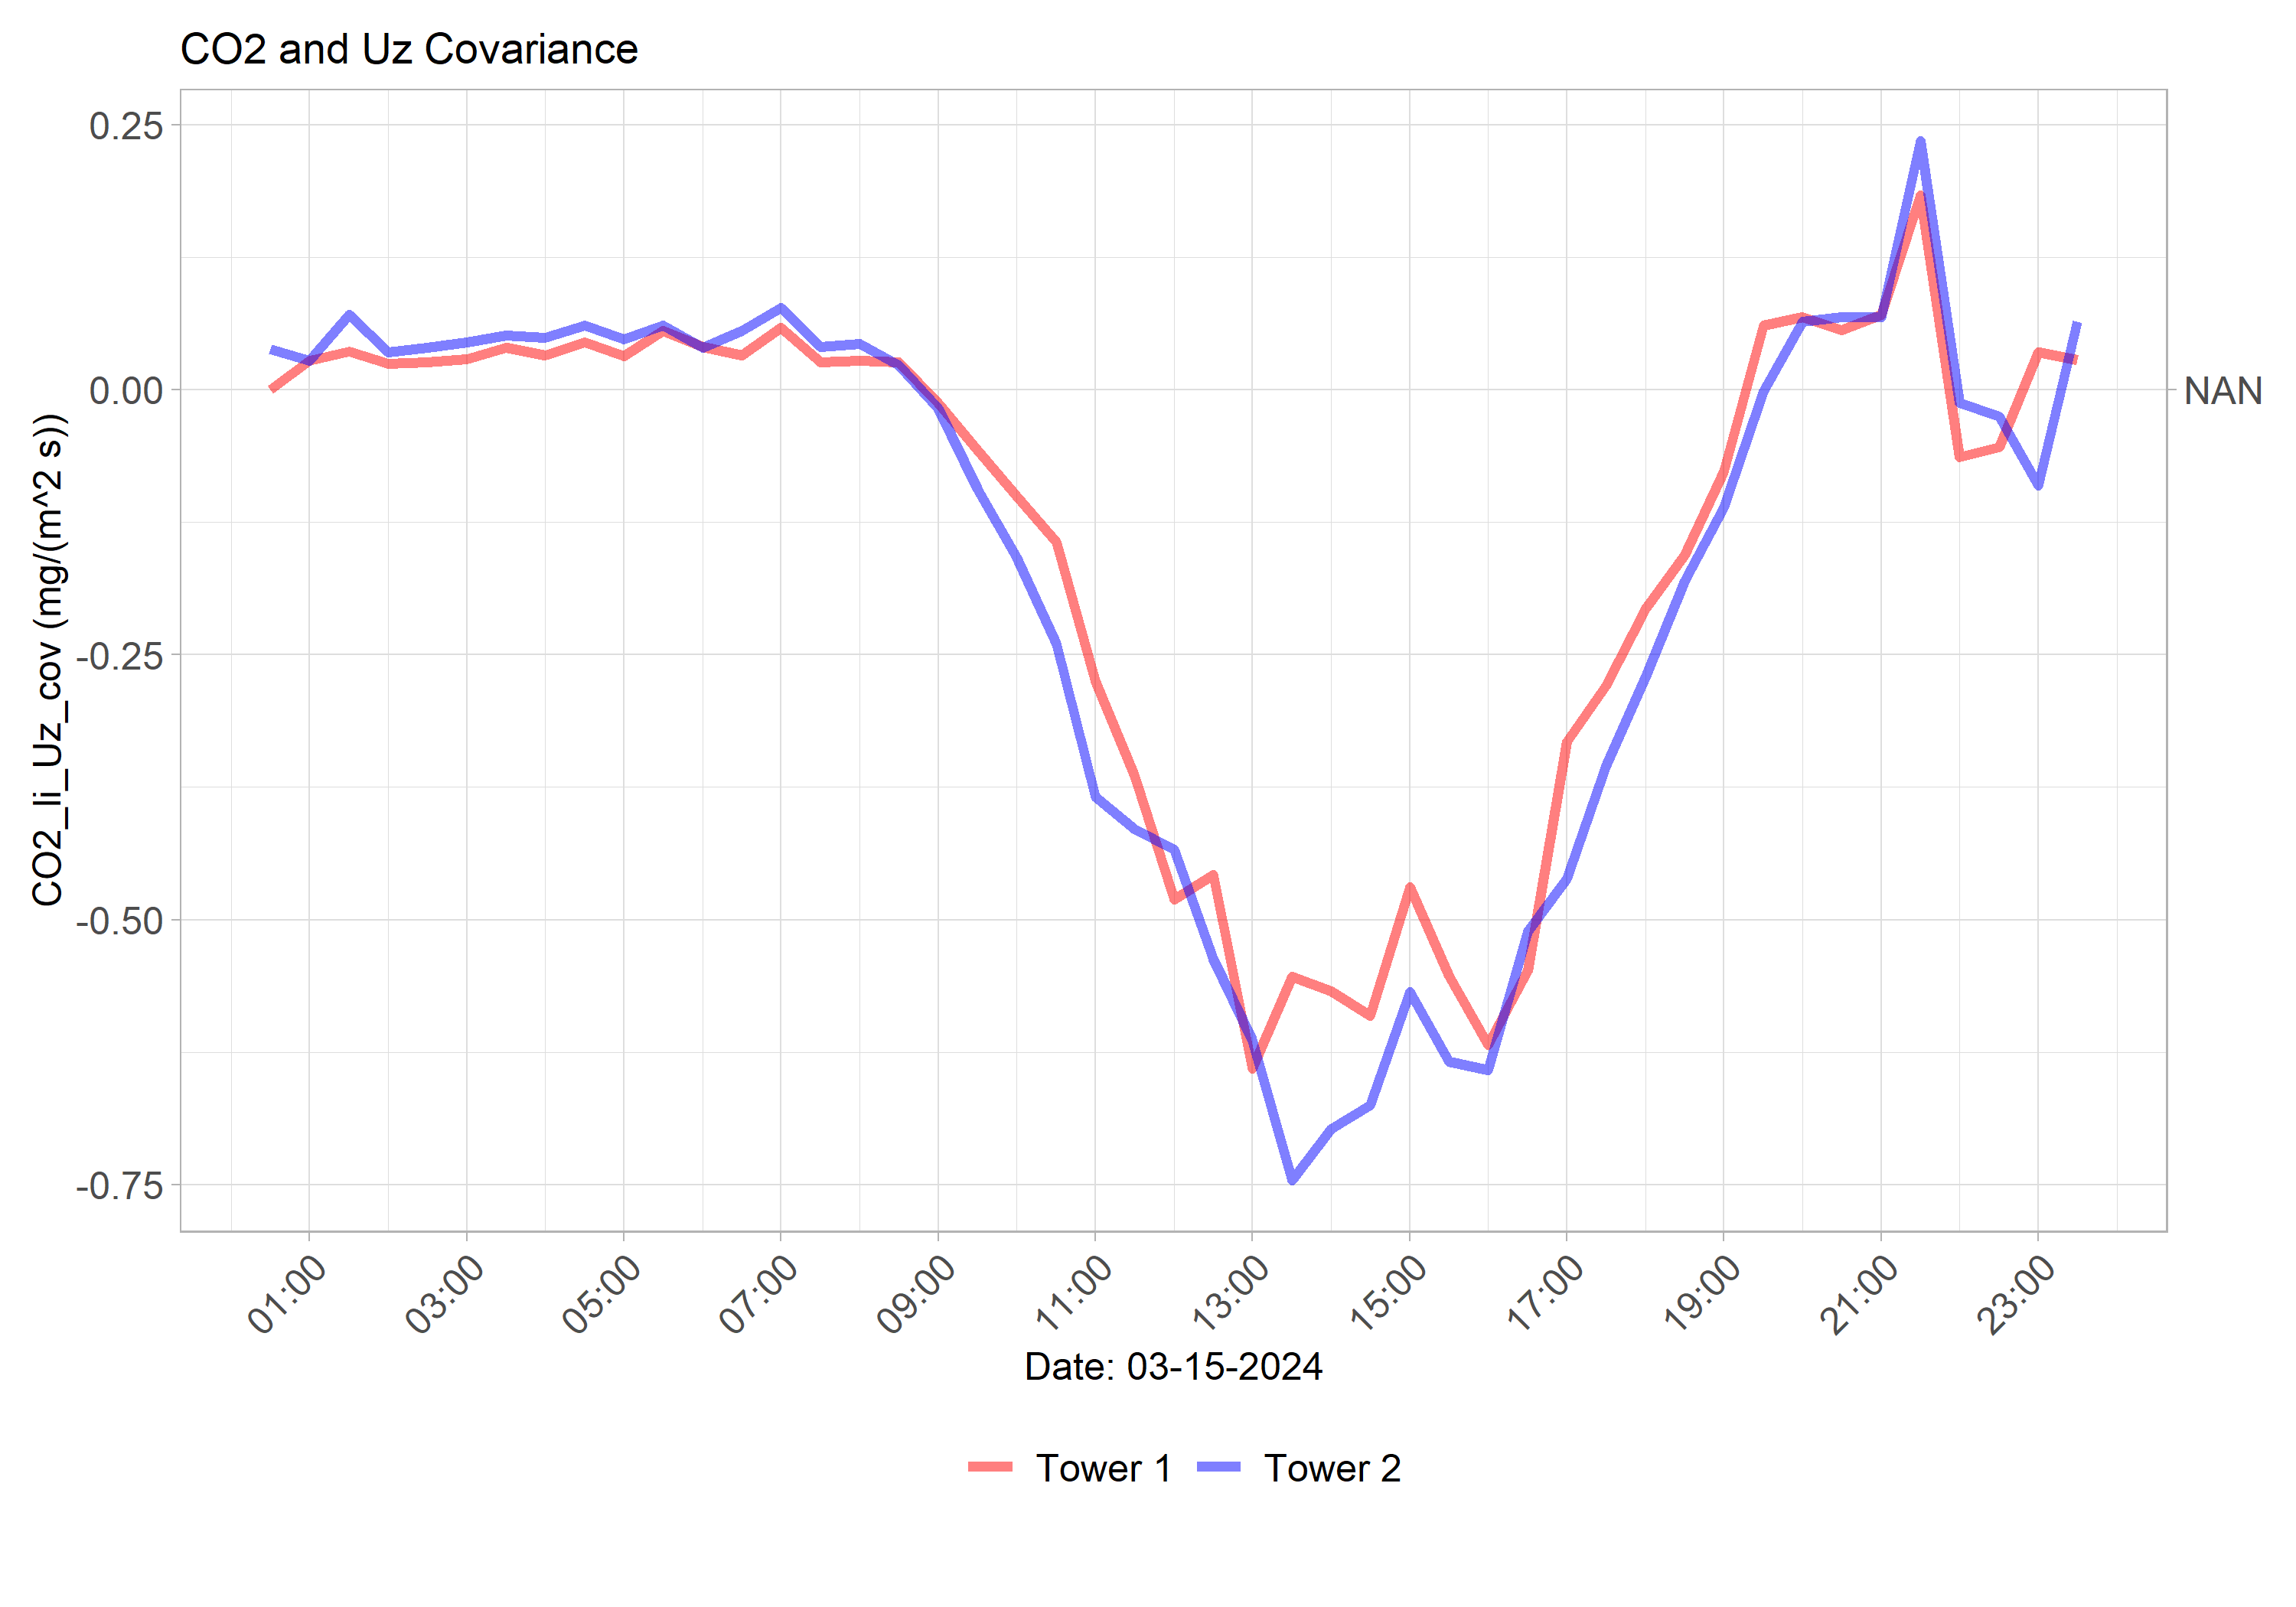 CO2 and Uz Covariance
CO2_li_Uz_cov (mg/(m^2 s))
0.25
0.00
-0.25
-0.50
-0.75
NAN
01:00
03:00
05:00
07:00
09:00
11:00
13:00
15:00
17:00
19:00
21:00
23:00
Date: 03-15-2024
Tower 1
Tower 2